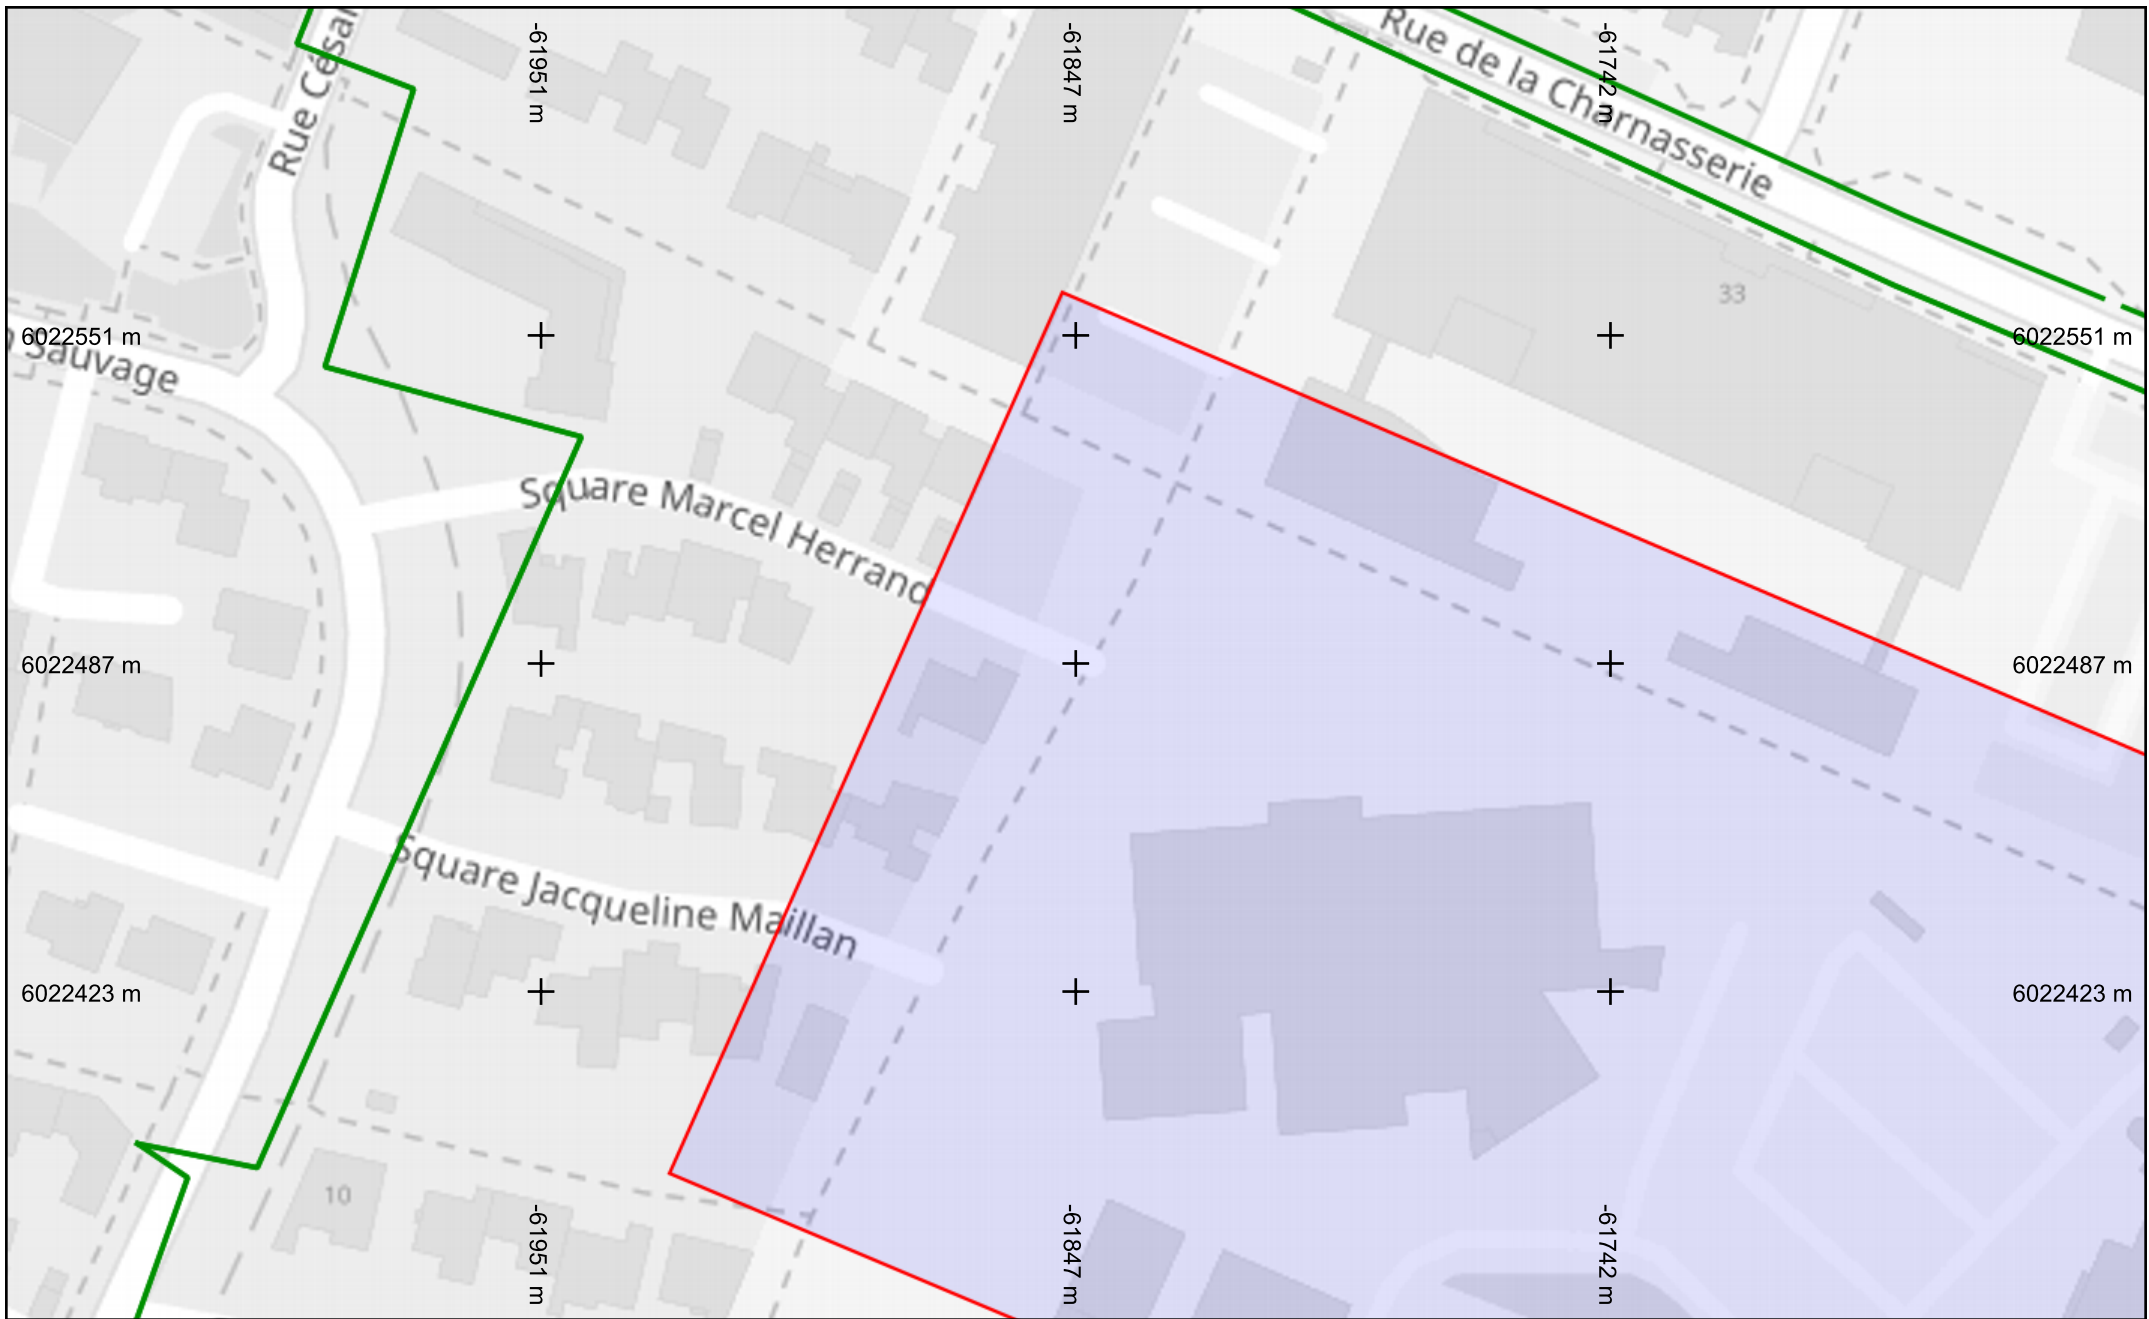 -61951 m
-61847 m
-61742 m
Rue de la Charnasserie
Rue César
33
6022551 m
6022551 m
Sauvage
Square Marcel Herrand
6022487 m
6022487 m
Square Jacqueline Maillan
6022423 m
6022423 m
10
-61951 m
-61847 m
-61742 m